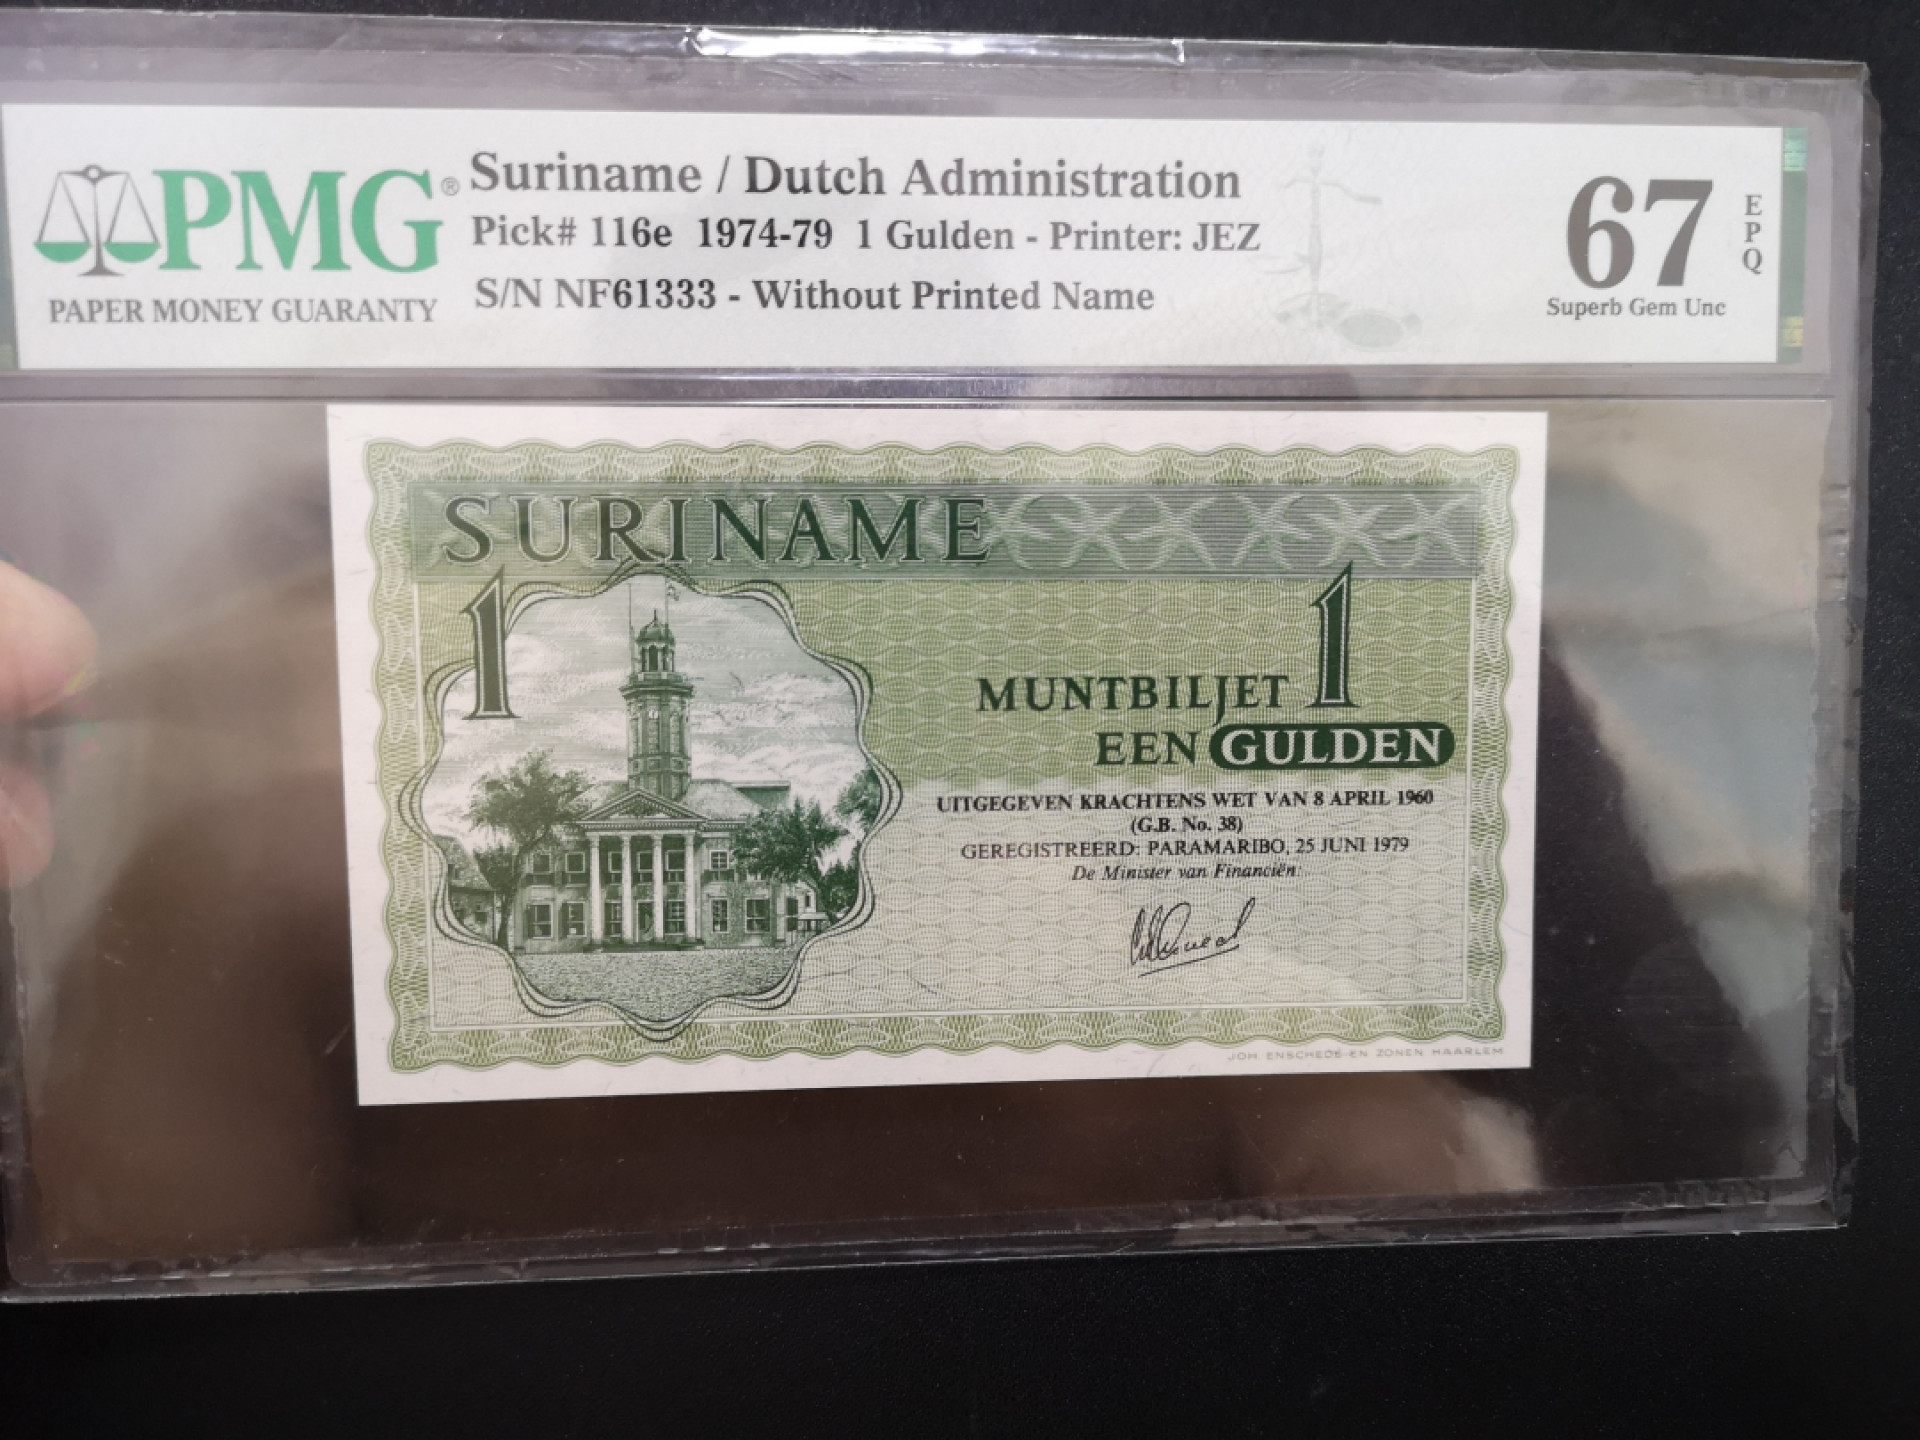 PMG®
PAPER MONEY GUARANTY
Suriname / Dutch Administration
Pick# 116e 1974-79 1 Gulden - Printer: JEZ
S/N NF61333 - Without Printed Name
67
EPQ
Superb Gem Unc
SURINAME
1
1
MUNTBILJET
EEN GULDEN
UITGEGEVEN KRACHTENS WET VAN 8 APRIL 1960
(G.B. No. 38)
GEREGISTREERD: PARAMARIBO, 25 JUNI 1979
De Minister van Financiën:
JOH ENSCHEDÉ EN ZONEN HAARLEM